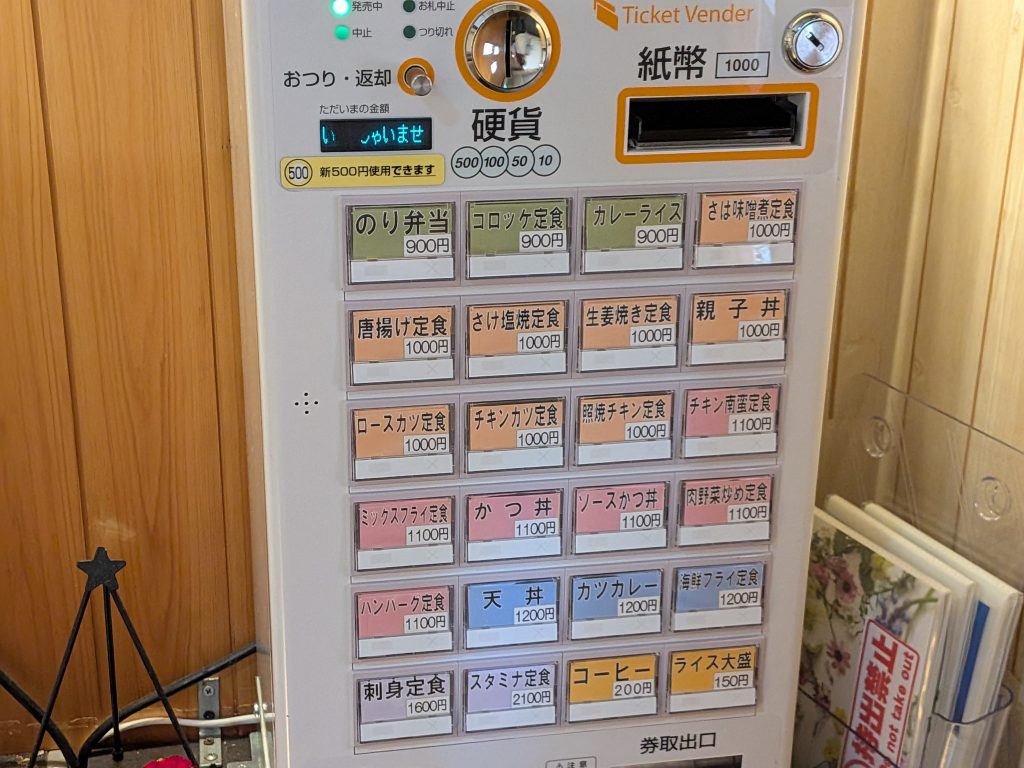 発売中
お札中止
中止
つり切れ
Ticket Vender
おつり・返却
紙幣 1000
ただいまの金額
い しゃいませ
硬貨
500 100 50 10
500 新500円使用できます
のり弁当 900円
コロッケ定食 900円
カレーライス 900円
さば味噌煮定食 1000円
唐揚げ定食 1000円
さけ塩焼定食 1000円
生姜焼き定食 1000円
親子丼 1000円
ロースカツ定食 1000円
チキンカツ定食 1000円
照焼チキン定食 1000円
チキン南蛮定食 1100円
ミックスフライ定食 1100円
かつ丼 1100円
ソースかつ丼 1100円
肉野菜炒め定食 1100円
ハンバーグ定食 1100円
天丼 1200円
カツカレー 1200円
海鮮フライ定食 1200円
刺身定食 1600円
スタミナ定食 2100円
コーヒー 200円
ライス大盛 150円
券取出口
注意
持出禁止
not take out